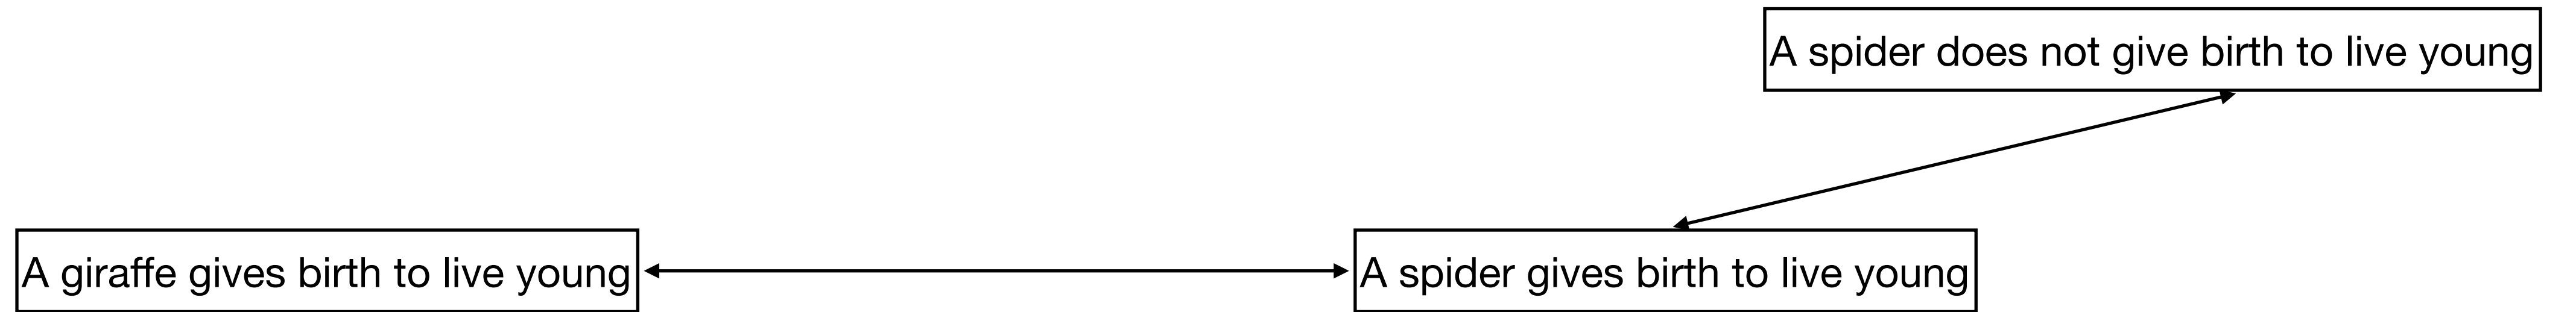 A spider does not give birth to live young
A giraffe gives birth to live young
A spider gives birth to live young